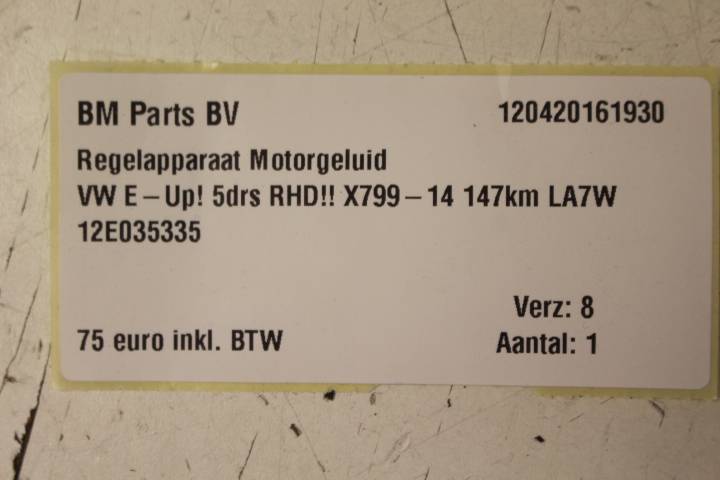 BM Parts BV 120420161930
Regelapparaat Motorgeluid
VW E-Up! 5drs RHD!! X799-14 147km LA7W
12E035335
Verz: 8
75 euro inkl. BTW Aantal: 1